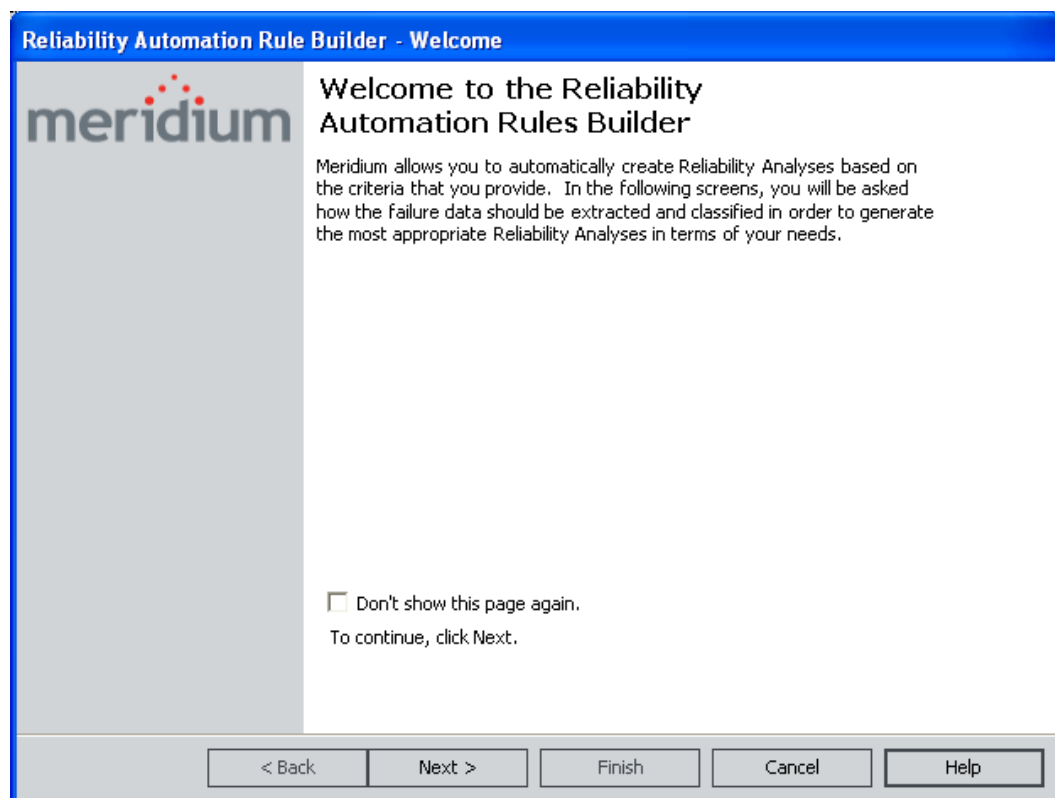 Reliability Automation Rule Builder - Welcome
meridium
Welcome to the Reliability
Automation Rules Builder
Meridium allows you to automatically create Reliability Analyses based on
the criteria that you provide. In the following screens, you will be asked
how the failure data should be extracted and classified in order to generate
the most appropriate Reliability Analyses in terms of your needs.
Don't show this page again.
To continue, click Next.
< Back
Next >
Finish
Cancel
Help